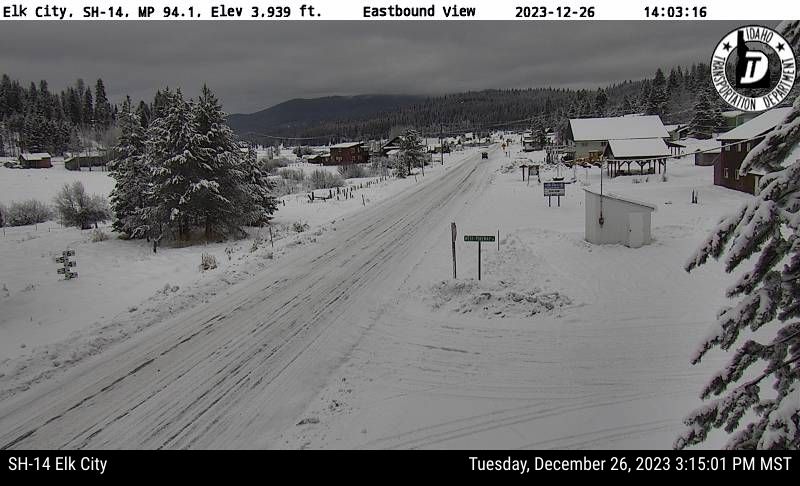 Elk City, SH-14, MP 94.1, Elev 3,939 ft. Eastbound View 2023-12-26 14:03:16
IDAHO
TRANSPORTATION DEPARTMENT
SH-14 Elk City
Tuesday, December 26, 2023 3:15:01 PM MST